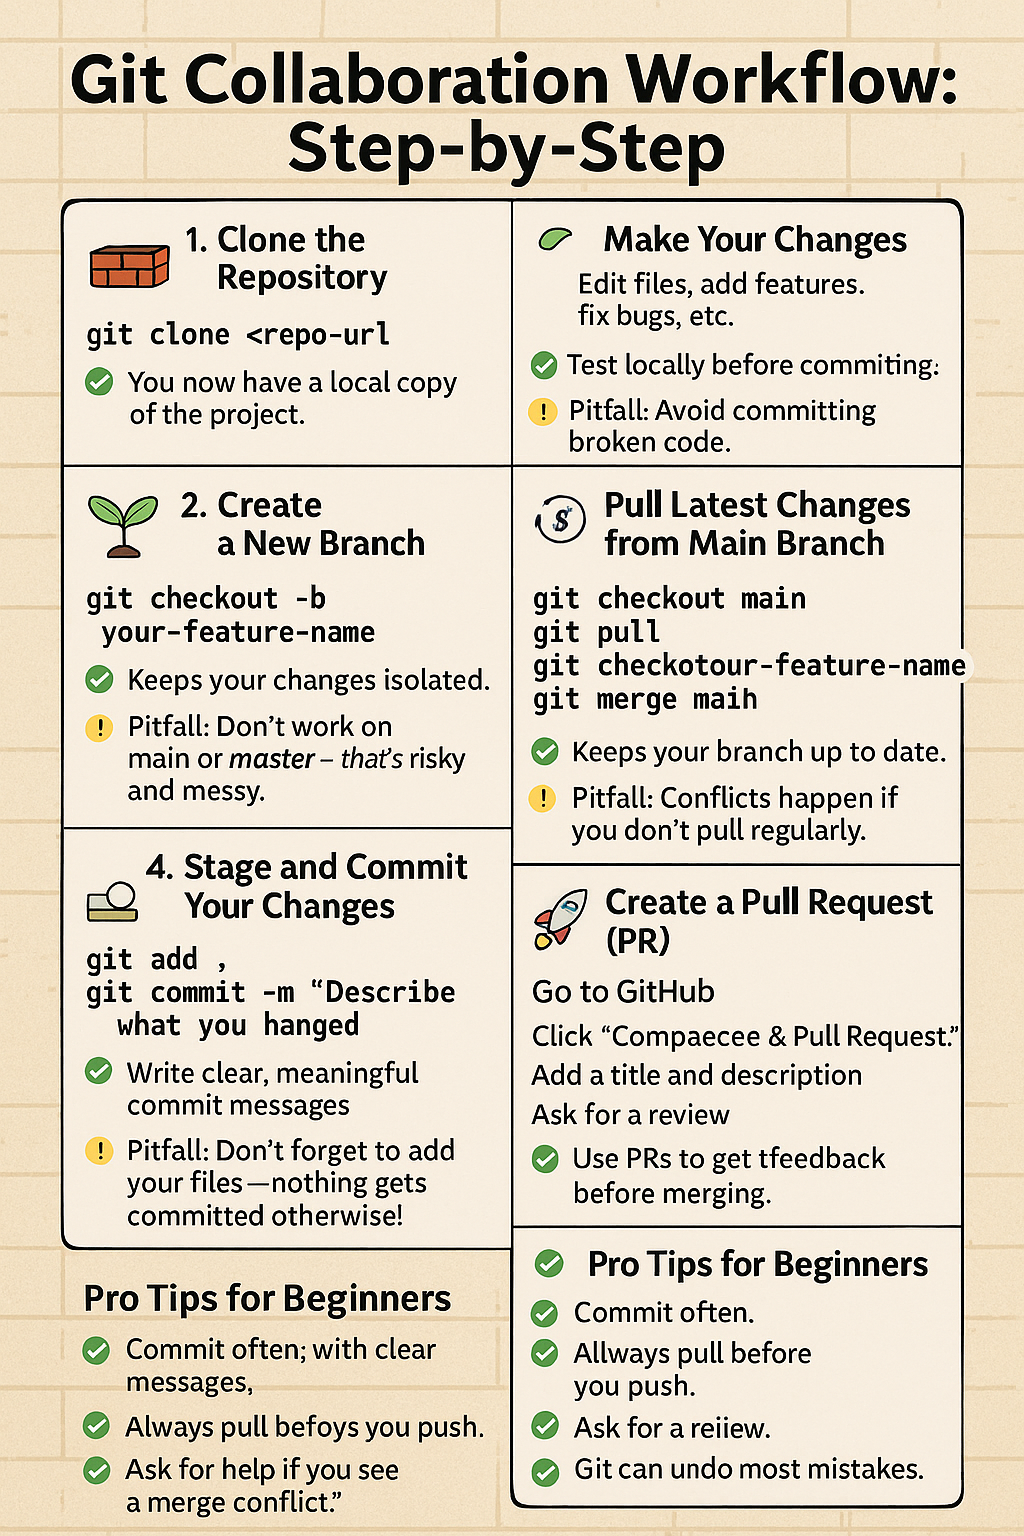 Git Collaboration Workflow:
Step-by-Step
1. Clone the
Repository
git clone <repo-url
You now have a local copy
of the project.
Make Your Changes
Edit files, add features.
fix bugs, etc.
Test locally before commiting:
Pitfall: Avoid committing
broken code.
2. Create
a New Branch
git checkout -b
your-feature-name
Keeps your changes isolated.
Pitfall: Don't work on
main or master – that's risky
and messy.
Pull Latest Changes
from Main Branch
git checkout main
git pull
git checkotour-feature-name
git merge maih
Keeps your branch up to date.
Pitfall: Conflicts happen if
you don't pull regularly.
4. Stage and Commit
Your Changes
git add ,
git commit -m “Describe
what you hanged
Write clear, meaningful
commit messages
Pitfall: Don't forget to add
your files—nothing gets
committed otherwise!
Create a Pull Request
(PR)
Go to GitHub
Click “Compaecee & Pull Request.”
Add a title and description
Ask for a review
Use PRs to get tfeedback
before merging.
Pro Tips for Beginners
Commit often; with clear
messages,
Always pull befoys you push.
Ask for help if you see
a merge conflict.”
Pro Tips for Beginners
Commit often.
Allways pull before
you push.
Ask for a reiiew.
Git can undo most mistakes.